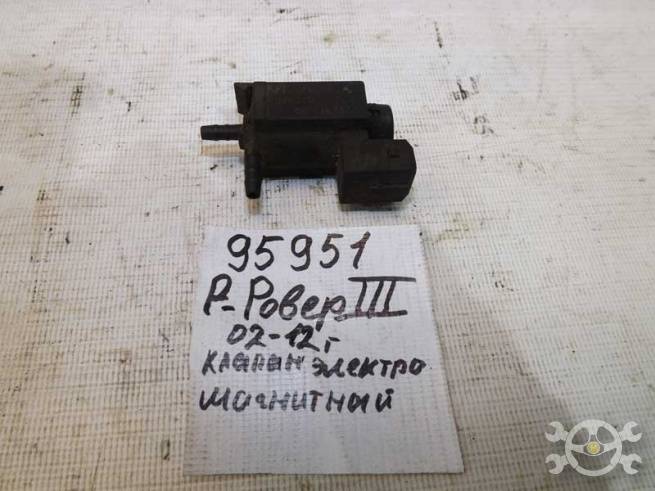 95951
Р-Ровер III
02-12г
клапан электро
магнитный